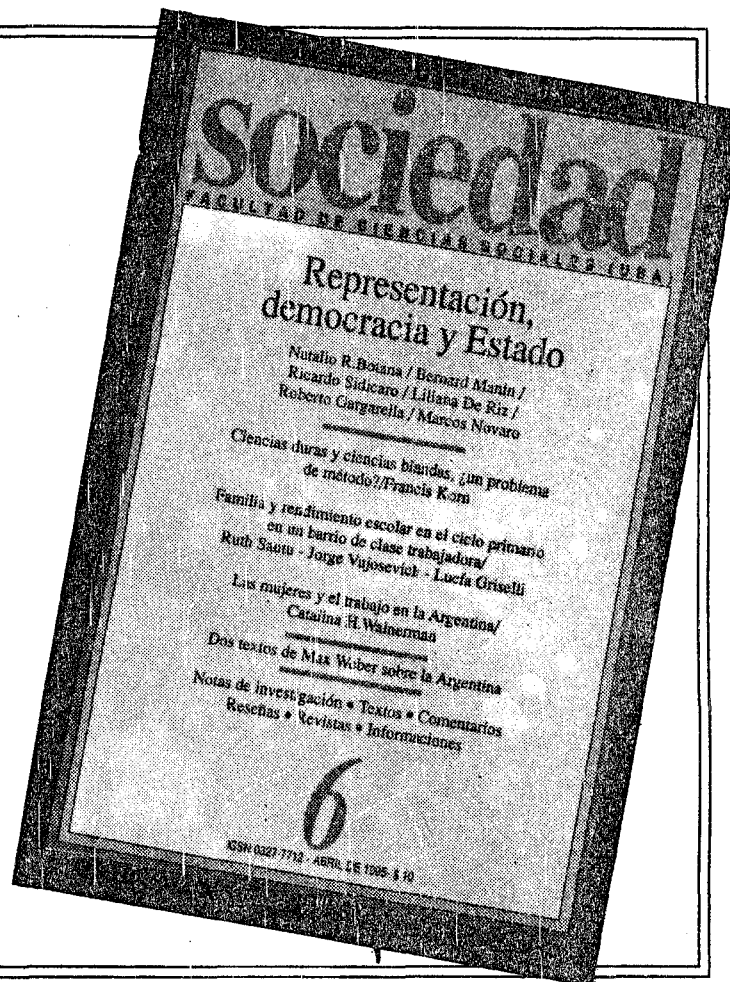 sociedad
FACULTAD DE CIENCIAS SOCIALES (UBA)
Representación,
democracia y Estado
Natalio R. Botana / Bernard Manin /
Ricardo Sidicaro / Liliana De Riz /
Roberto Gargarella / Marcos Novaro
Ciencias duras y ciencias blandas, ¿un problema
de método?/Francis Korn
Familia y rendimiento escolar en el ciclo primario
en un barrio de clase trabajadora/
Ruth Sautu - Jorge Vujosevich - Lucía Griselli
Las mujeres y el trabajo en la Argentina/
Catalina H. Wainerman
Dos textos de Max Weber sobre la Argentina
Notas de investigación • Textos • Comentarios
Reseñas • Revistas • Informaciones
6
ISSN 0327-7712 - ABRIL DE 1995- $ 10